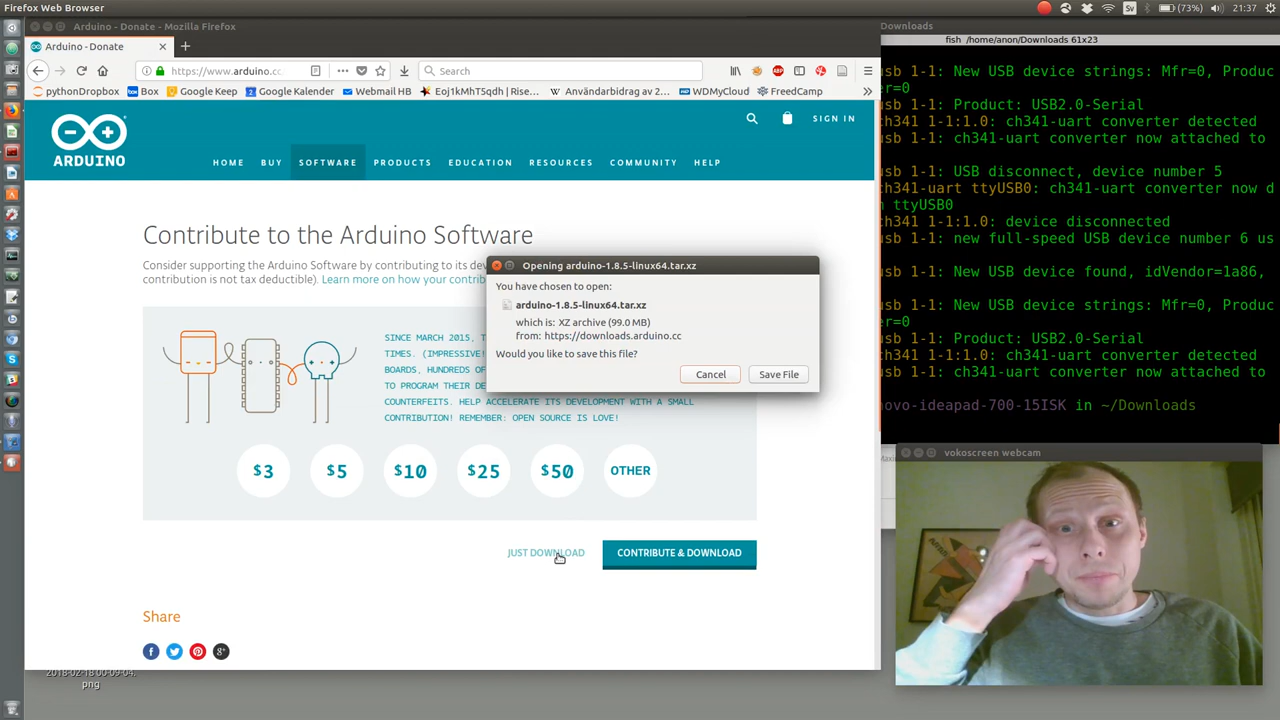 Firefox Web Browser
Sv
(73%)
21:37
Arduino - Donate - Mozilla Firefox
Arduino - Donate
https://www.arduino.cc
Search
pythonDropbox
Box
Google Keep
Google Kalender
Webmail HB
Eoj1kMhT5qdh | Rise...
Användarbidrag av 2...
WDMyCloud
FreedCamp
ARDUINO
SIGN IN
HOME
BUY
SOFTWARE
PRODUCTS
EDUCATION
RESOURCES
COMMUNITY
HELP
Contribute to the Arduino Software
Consider supporting the Arduino Software by contributing to its de
contribution is not tax deductible). Learn more on how your contrib
SINCE MARCH 2015, T
TIMES. (IMPRESSIVE!
BOARDS, HUNDREDS OF
TO PROGRAM THEIR DE
COUNTERFEITS. HELP ACCELERATE ITS DEVELOPMENT WITH A SMALL
CONTRIBUTION! REMEMBER: OPEN SOURCE IS LOVE!
$3
$5
$10
$25
$50
OTHER
JUST DOWNLOAD
CONTRIBUTE & DOWNLOAD
Share
2018-02-18 00-09-04.
png
Opening arduino-1.8.5-linux64.tar.xz
You have chosen to open:
arduino-1.8.5-linux64.tar.xz
which is: XZ archive (99.0 MB)
from: https://downloads.arduino.cc
Would you like to save this file?
Cancel
Save File
Downloads
fish /home/anon/Downloads 61x23
usb 1-1: New USB device strings: Mfr=0, Produc
er=0
usb 1-1: Product: USB2.0-Serial
ch341 1-1:1.0: ch341-uart converter detected
usb 1-1: ch341-uart converter now attached to
usb 1-1: USB disconnect, device number 5
ch341-uart ttyUSB0: ch341-uart converter now d
m ttyUSB0
ch341 1-1:1.0: device disconnected
usb 1-1: new full-speed USB device number 6 us
usb 1-1: New USB device found, idVendor=1a86,
usb 1-1: New USB device strings: Mfr=0, Produc
r=0
usb 1-1: Product: USB2.0-Serial
ch341 1-1:1.0: ch341-uart converter detected
usb 1-1: ch341-uart converter now attached to
novo-ideapad-700-15ISK in ~/Downloads
vokoscreen webcam